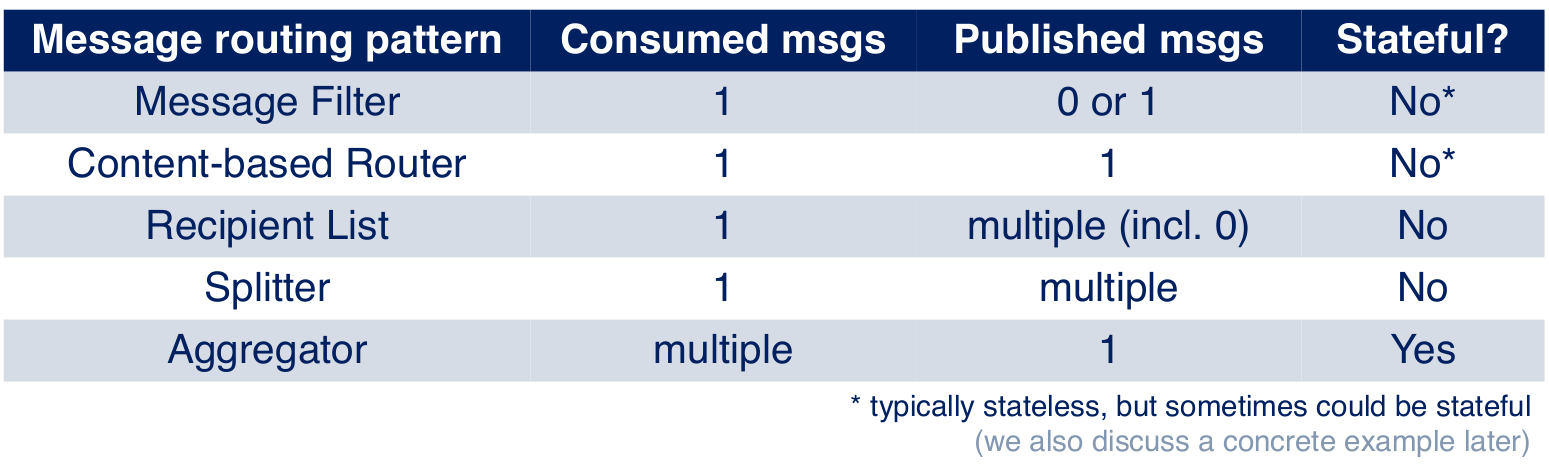 Message routing pattern Consumed msgs Published msgs Stateful?
Message Filter 1 0 or 1 No*
Content-based Router 1 1 No*
Recipient List 1 multiple (incl. 0) No
Splitter 1 multiple No
Aggregator multiple 1 Yes
* typically stateless, but sometimes could be stateful
(we also discuss a concrete example later)